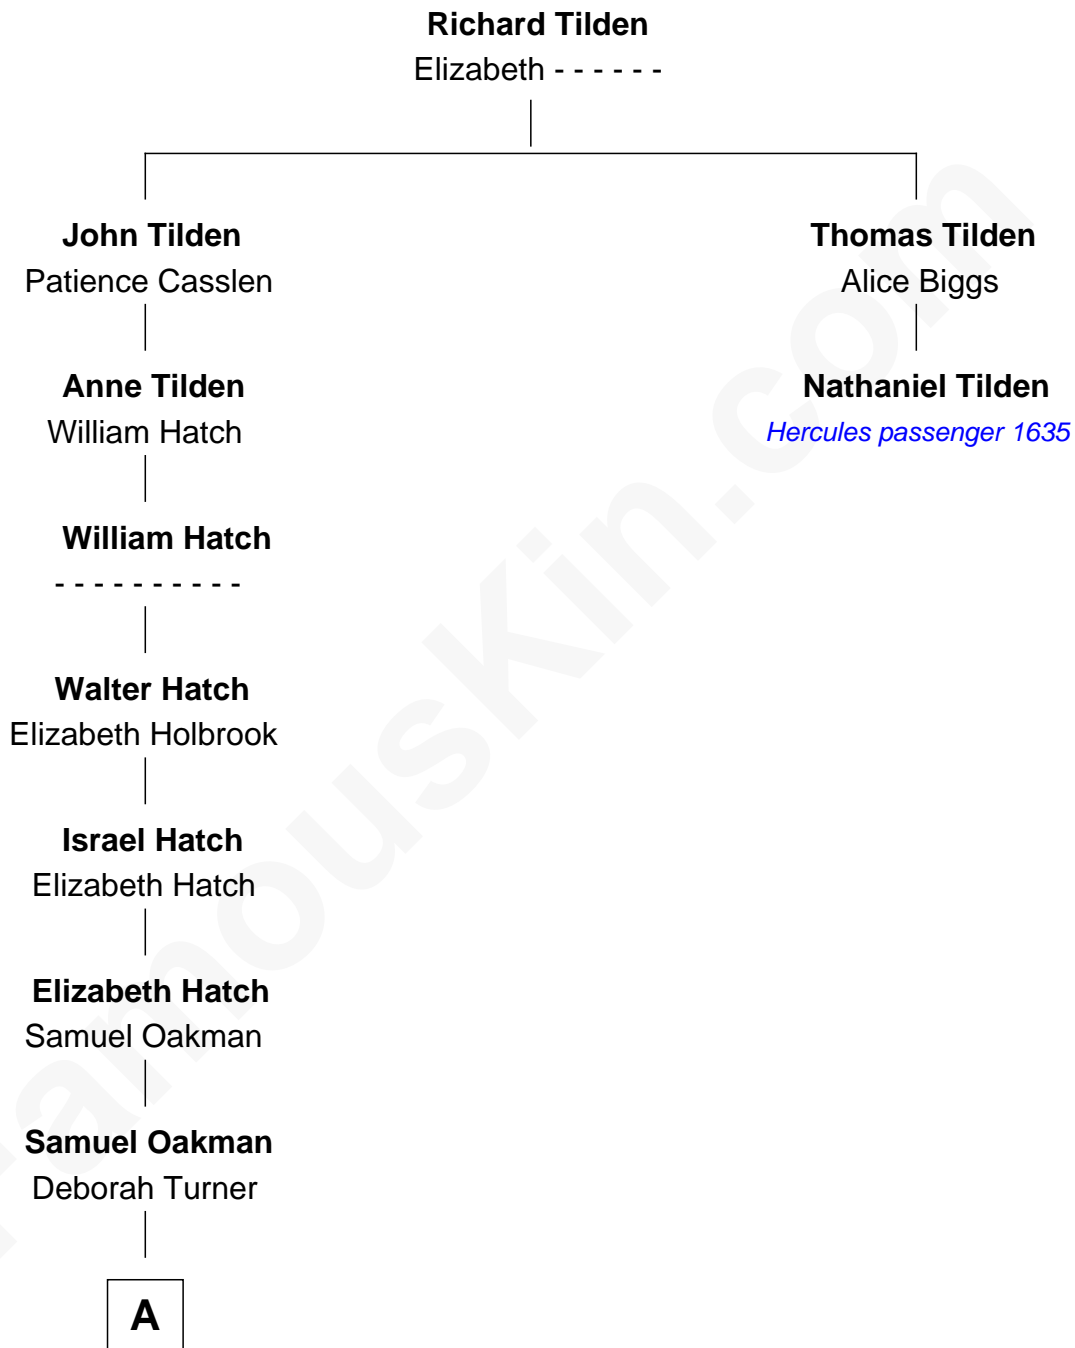 Richard Tilden
Elizabeth - - - - - -
John Tilden
Patience Casslen
Thomas Tilden
Alice Biggs
Anne Tilden
William Hatch
Nathaniel Tilden
Hercules passenger 1635
William Hatch
- - - - - - - - - -
Walter Hatch
Elizabeth Holbrook
Israel Hatch
Elizabeth Hatch
Elizabeth Hatch
Samuel Oakman
Samuel Oakman
Deborah Turner
A
FamousKin.com